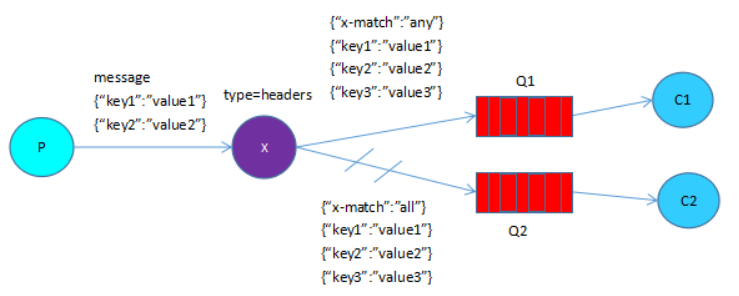 {“x-match”:”any”}
{“key1”:”value1”}
{“key2”:”value2”}
{“key3”:”value3”}
message
{“key1”:”value1”}
{“key2”:”value2”}
type=headers
P
X
Q1
C1
Q2
C2
{“x-match”:”all”}
{“key1”:”value1”}
{“key2”:”value2”}
{“key3”:”value3”}